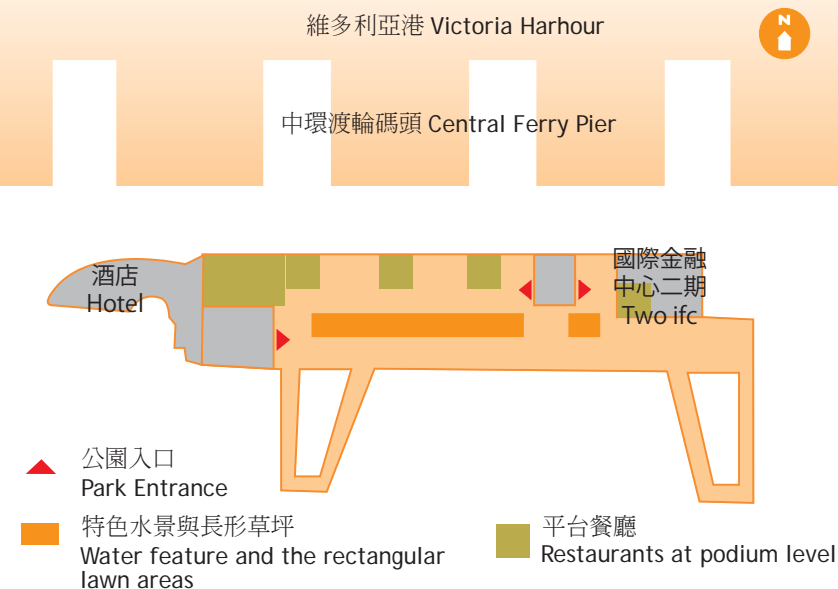 維多利亞港 Victoria Harhour
N
中環渡輪碼頭 Central Ferry Pier
酒店
Hotel
國際金融
中心二期
Two ifc
公園入口
Park Entrance
特色水景與長形草坪
Water feature and the rectangular
lawn areas
平台餐廳
Restaurants at podium level